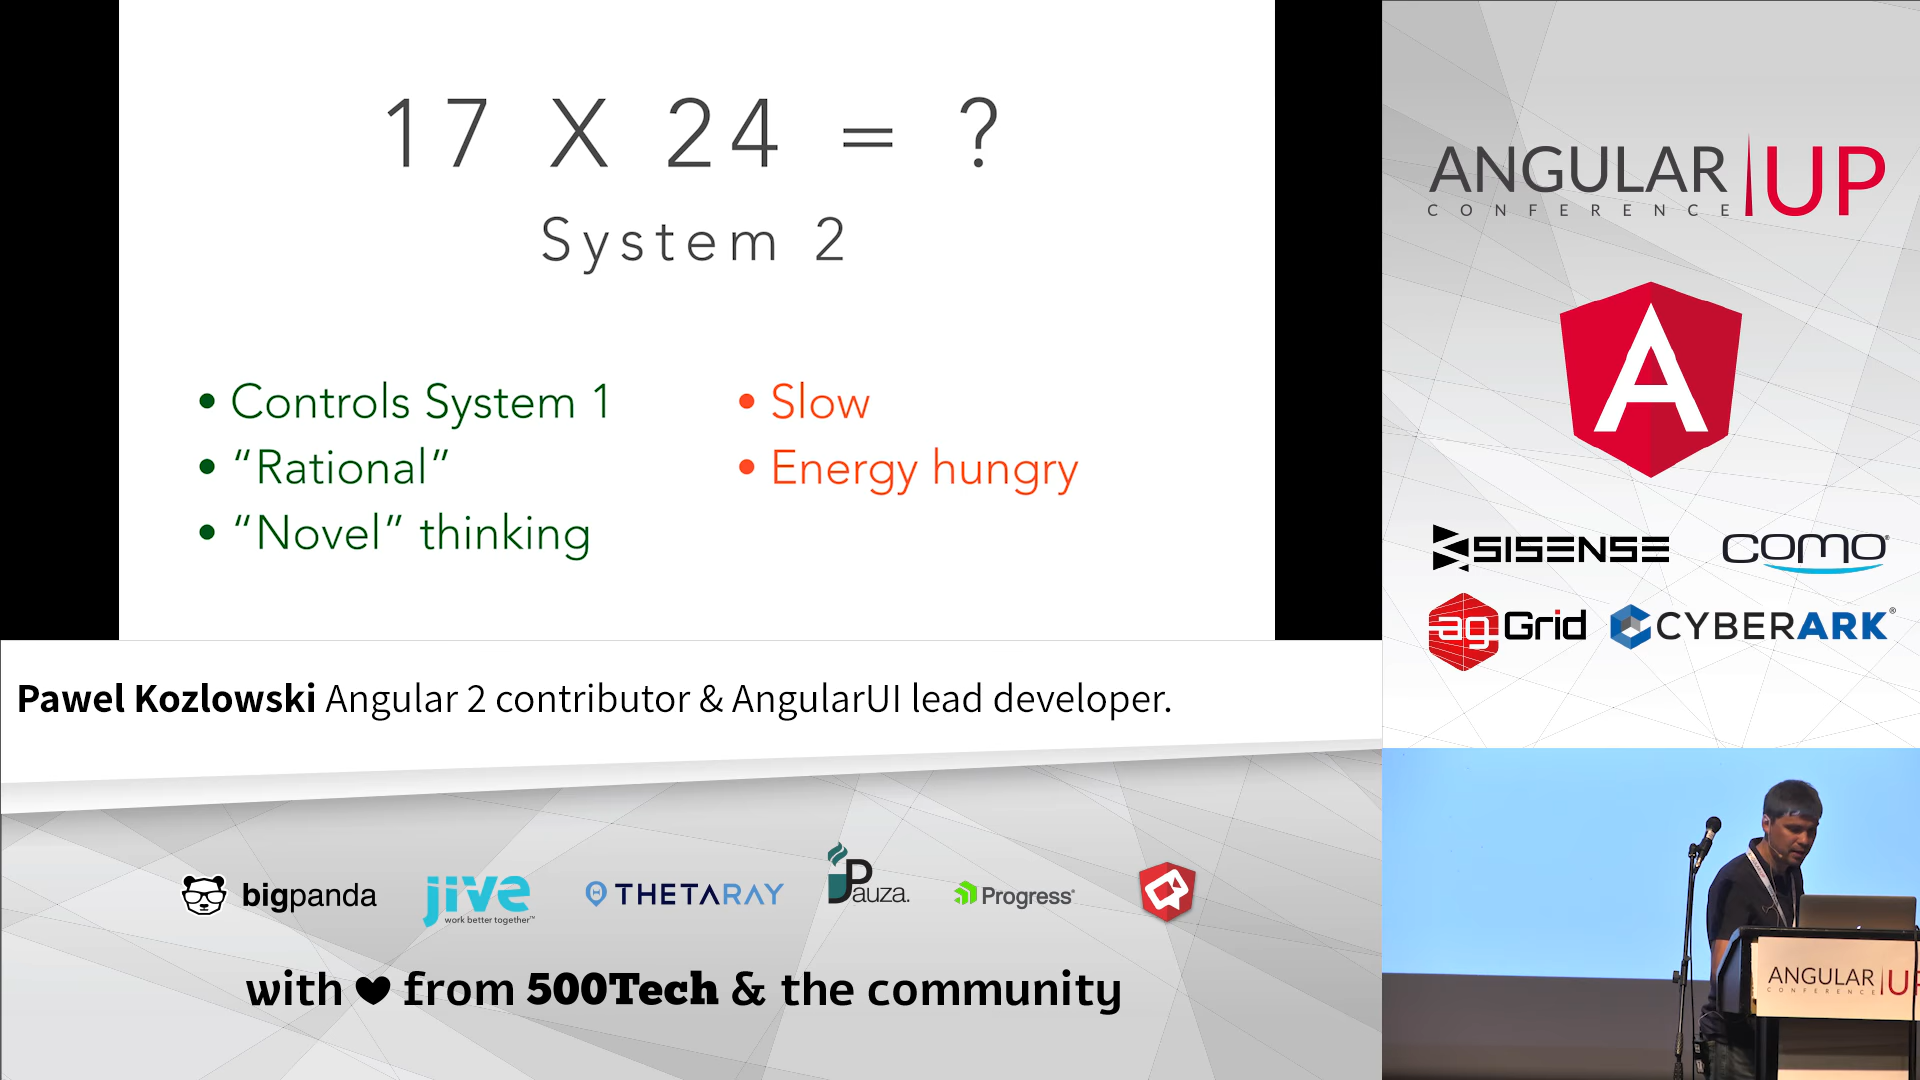 17 X 24 = ?
System 2
• Controls System 1
• “Rational”
• “Novel” thinking
• Slow
• Energy hungry
Pawel Kozlowski Angular 2 contributor & AngularUI lead developer.
bigpanda
jive
work better together™
THETARAY
Pauza.
Progress®
with ♥ from 500Tech & the community
ANGULAR UP
CONFERENCE
A
SISENSE
como®
ag Grid
CYBERARK®
ANGULAR UP
CONFERENCE